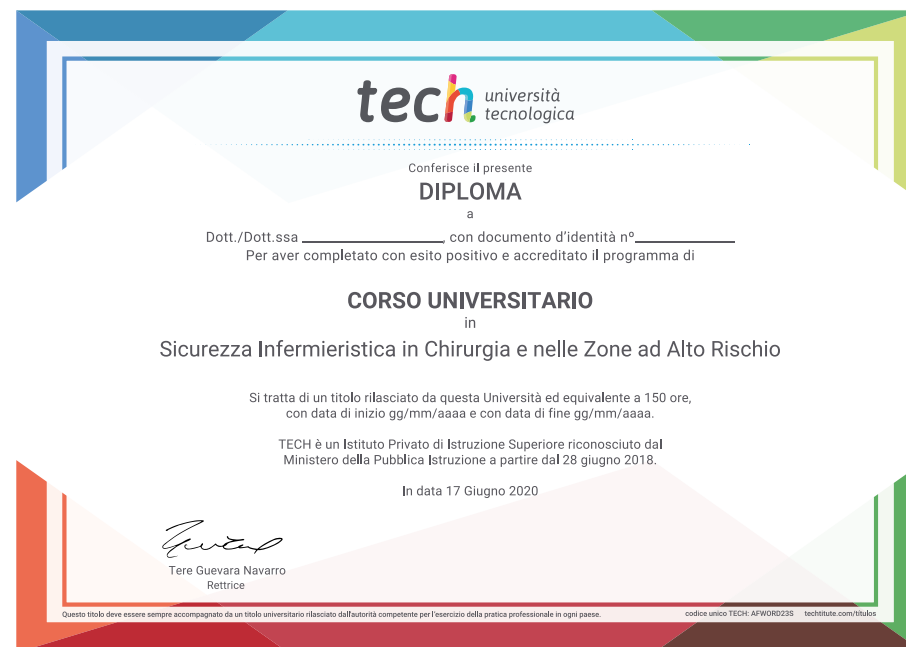 tech università
tecnologica
Conferisce il presente
DIPLOMA
a
Dott./Dott.ssa ______________, con documento d'identità nº__________
Per aver completato con esito positivo e accreditato il programma di
CORSO UNIVERSITARIO
in
Sicurezza Infermieristica in Chirurgia e nelle Zone ad Alto Rischio
Si tratta di un titolo rilasciato da questa Università ed equivalente a 150 ore,
con data di inizio gg/mm/aaaa e con data di fine gg/mm/aaaa.
TECH è un Istituto Privato di Istruzione Superiore riconosciuto dal
Ministero della Pubblica Istruzione a partire dal 28 giugno 2018.
In data 17 Giugno 2020
Tere Guevara Navarro
Rettrice
Questo titolo deve essere sempre accompagnato da un titolo universitario rilasciato dall'autorità competente per l'esercizio della pratica professionale in ogni paese.
codice unico TECH: AFWORD23S techtitute.com/títulos